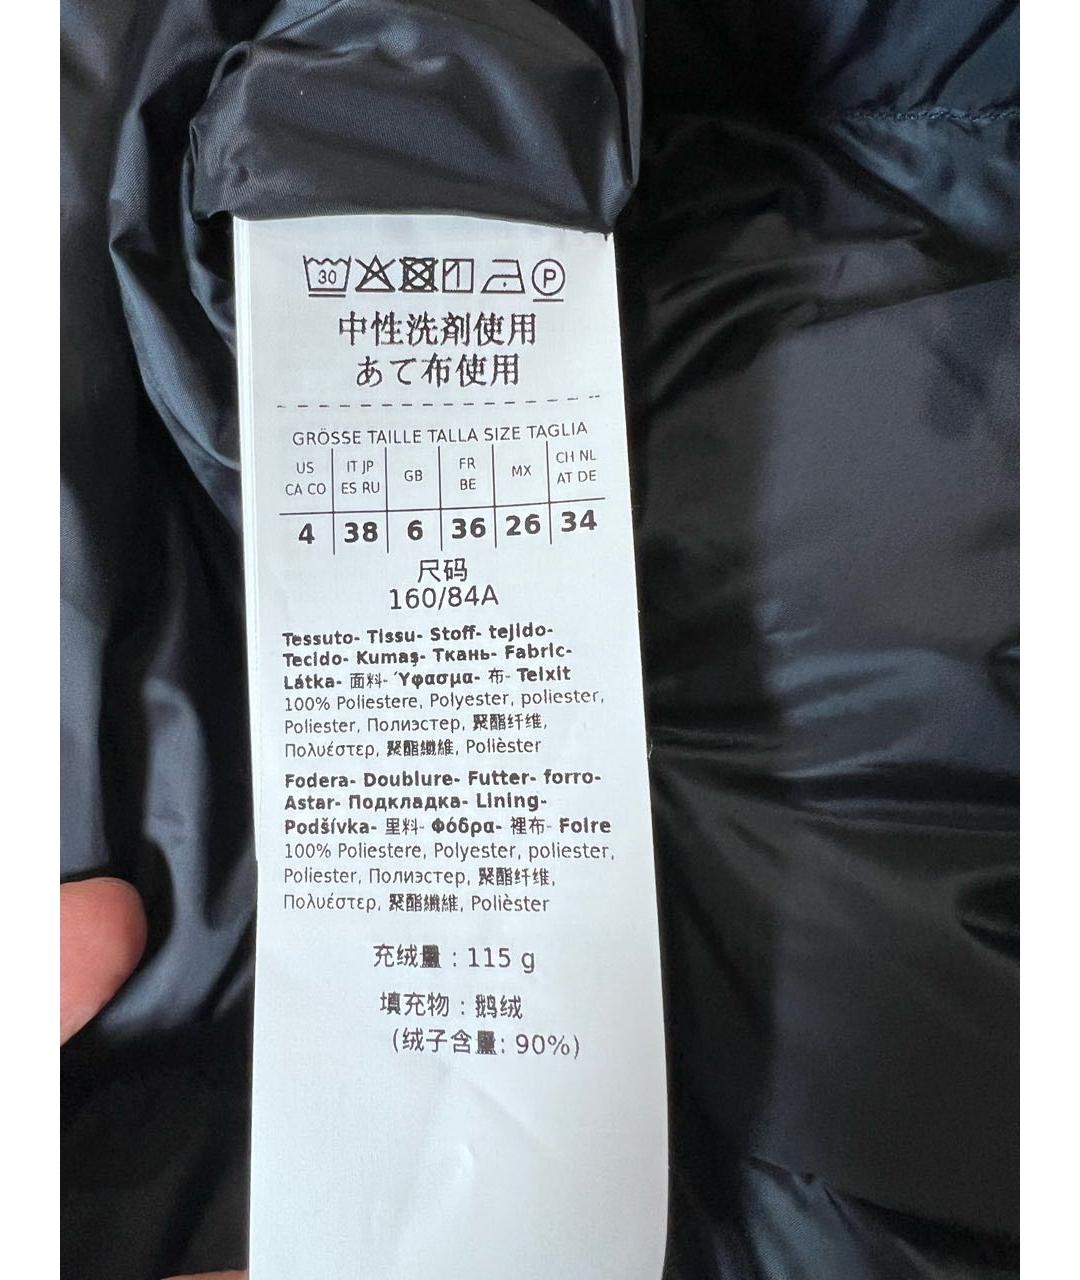 30 P
中性洗剤使用
あて布使用
GRÖSSE TAILLE TALLA SIZE TAGLIA
US CA CO IT JP ES RU GB FR BE MX CH NL AT DE
4 38 6 36 26 34
尺码
160/84A
Tessuto- Tissu- Stoff- tejido-
Tecido- Kumaş- Ткань- Fabric-
Látka- 面料- Ύφασμα- 布- Teixit
100% Poliestere, Polyester, poliester,
Poliester, Полиэстер, 聚酯纤维,
Πολυέστερ, 聚酯纖維, Polièster
Fodera- Doublure- Futter- forro-
Astar- Подкладка- Lining-
Podšívka- 里料- Φόδρα- 裡布- Folre
100% Poliestere, Polyester, poliester,
Poliester, Полиэстер, 聚酯纤维,
Πολυέστερ, 聚酯纖維, Polièster
充绒量 : 115 g
填充物 : 鹅绒
(绒子含量: 90%)